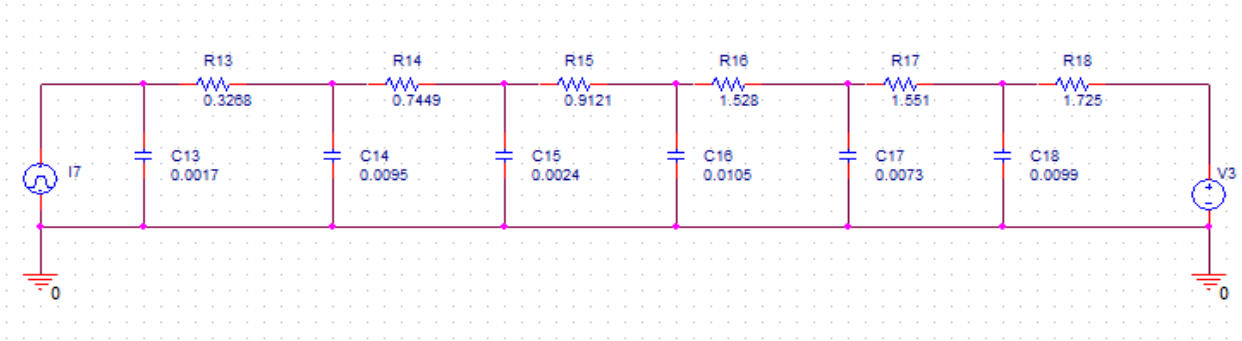 R13 R14 R15 R16 R17 R18
0.3268 0.7449 0.9121 1.528 1.551 1.725
I7 C13 C14 C15 C16 C17 C18 V3
0.0017 0.0095 0.0024 0.0105 0.0073 0.0099
0 0